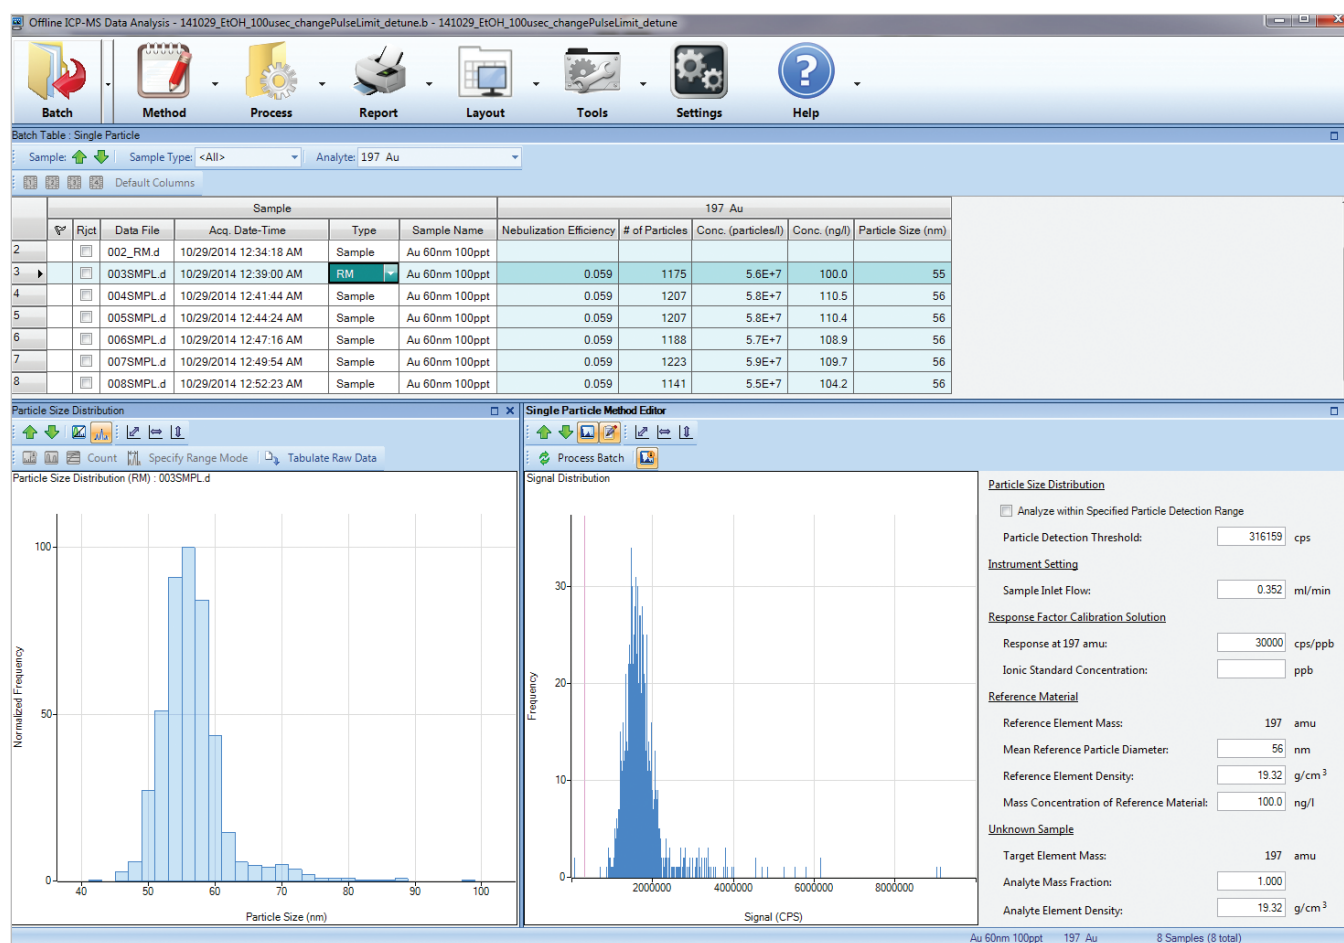 Offline ICP-MS Data Analysis - 141029_EtOH_100usec_changePulseLimit_detune.b - 141029_EtOH_100usec_changePulseLimit_detune
Batch Method Process Report Layout Tools Settings Help
Batch Table : Single Particle
Sample: Sample Type: <All> Analyte: 197 Au
Default Columns
Sample 197 Au
Rjct Data File Acq. Date-Time Type Sample Name Nebulization Efficiency # of Particles Conc. (particles/l) Conc. (ng/l) Particle Size (nm)
2 002_RM.d 10/29/2014 12:34:18 AM Sample Au 60nm 100ppt
3 003SMPL.d 10/29/2014 12:39:00 AM RM Au 60nm 100ppt 0.059 1175 5.6E+7 100.0 55
4 004SMPL.d 10/29/2014 12:41:44 AM Sample Au 60nm 100ppt 0.059 1207 5.8E+7 110.5 56
5 005SMPL.d 10/29/2014 12:44:24 AM Sample Au 60nm 100ppt 0.059 1207 5.8E+7 110.4 56
6 006SMPL.d 10/29/2014 12:47:16 AM Sample Au 60nm 100ppt 0.059 1188 5.7E+7 108.9 56
7 007SMPL.d 10/29/2014 12:49:54 AM Sample Au 60nm 100ppt 0.059 1223 5.9E+7 109.7 56
8 008SMPL.d 10/29/2014 12:52:23 AM Sample Au 60nm 100ppt 0.059 1141 5.5E+7 104.2 56
Particle Size Distribution
Count Specify Range Mode Tabulate Raw Data
Particle Size Distribution (RM) : 003SMPL.d
Normalized Frequency
100
50
0
40 50 60 70 80 90 100
Particle Size (nm)
Single Particle Method Editor
Process Batch
Signal Distribution
Frequency
30
20
10
0
2000000 4000000 6000000 8000000
Signal (CPS)
Particle Size Distribution
Analyze within Specified Particle Detection Range
Particle Detection Threshold: 316159 cps
Instrument Setting
Sample Inlet Flow: 0.352 ml/min
Response Factor Calibration Solution
Response at 197 amu: 30000 cps/ppb
Ionic Standard Concentration: ppb
Reference Material
Reference Element Mass: 197 amu
Mean Reference Particle Diameter: 56 nm
Reference Element Density: 19.32 g/cm³
Mass Concentration of Reference Material: 100.0 ng/l
Unknown Sample
Target Element Mass: 197 amu
Analyte Mass Fraction: 1.000
Analyte Element Density: 19.32 g/cm³
Au 60nm 100ppt 197 Au 8 Samples (8 total)